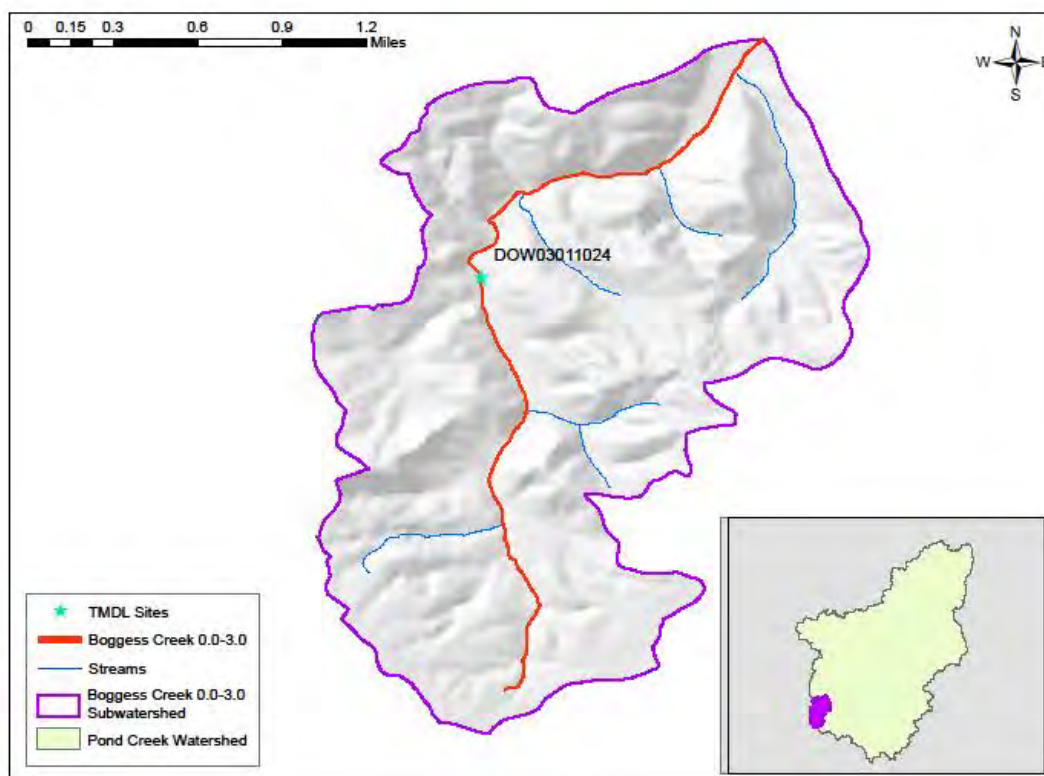 0 0.15 0.3 0.6 0.9 1.2
Miles
N
W E
S
DOW03011024
TMDL Sites
Boggess Creek 0.0-3.0
Streams
Boggess Creek 0.0-3.0
Subwatershed
Pond Creek Watershed